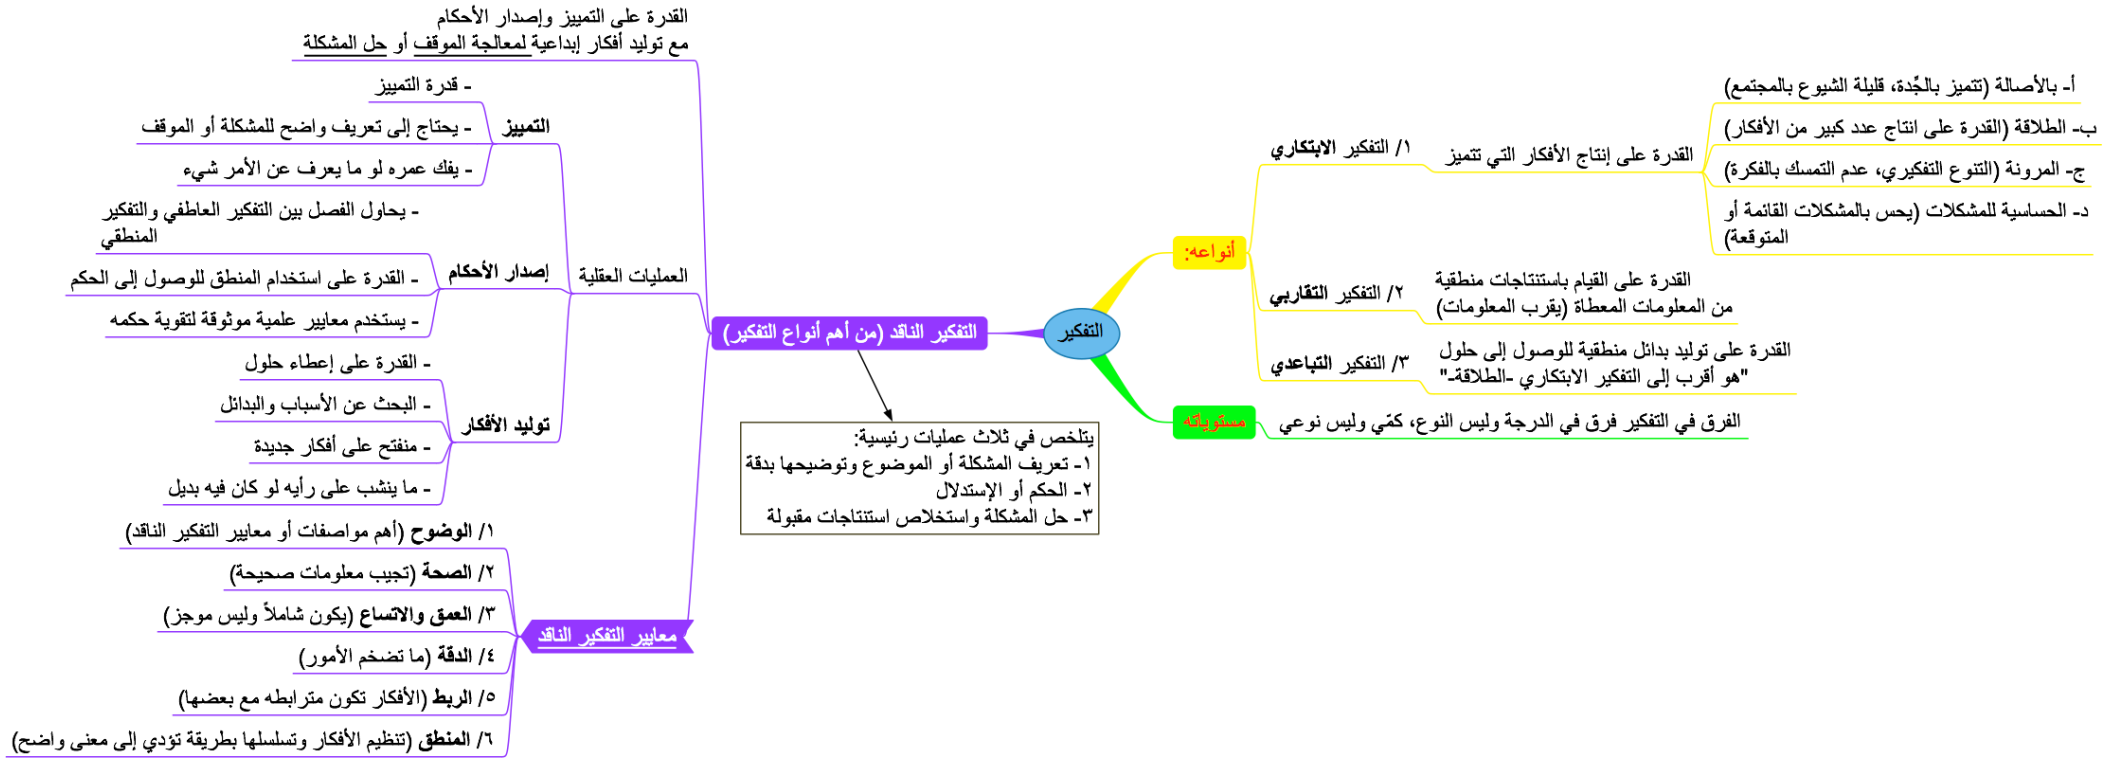 التفكير
أنواعه:
١/ التفكير الابتكاري
القدرة على إنتاج الأفكار التي تتميز
أ- بالأصالة (تتميز بالجِّدة، قليلة الشيوع بالمجتمع)
ب- الطلاقة (القدرة على انتاج عدد كبير من الأفكار)
ج- المرونة (التنوع التفكيري، عدم التمسك بالفكرة)
د- الحساسية للمشكلات (يحس بالمشكلات القائمة أو
المتوقعة)
٢/ التفكير التقاربي
القدرة على القيام باستنتاجات منطقية
من المعلومات المعطاة (يقرب المعلومات)
٣/ التفكير التباعدي
القدرة على توليد بدائل منطقية للوصول إلى حلول
"هو أقرب إلى التفكير الابتكاري -الطلاقة-"
مستوياته
الفرق في التفكير فرق في الدرجة وليس النوع، كمّي وليس نوعي
التفكير الناقد (من أهم أنواع التفكير)
يتلخص في ثلاث عمليات رئيسية:
١- تعريف المشكلة أو الموضوع وتوضيحها بدقة
٢- الحكم أو الإستدلال
٣- حل المشكلة واستخلاص استنتاجات مقبولة
القدرة على التمييز وإصدار الأحكام
مع توليد أفكار إبداعية لمعالجة الموقف أو حل المشكلة
العمليات العقلية
التمييز
- قدرة التمييز
- يحتاج إلى تعريف واضح للمشكلة أو الموقف
- يفك عمره لو ما يعرف عن الأمر شيء
إصدار الأحكام
- يحاول الفصل بين التفكير العاطفي والتفكير
المنطقي
- القدرة على استخدام المنطق للوصول إلى الحكم
- يستخدم معايير علمية موثوقة لتقوية حكمه
توليد الأفكار
- القدرة على إعطاء حلول
- البحث عن الأسباب والبدائل
- منفتح على أفكار جديدة
- ما ينشب على رأيه لو كان فيه بديل
معايير التفكير الناقد
١/ الوضوح (أهم مواصفات أو معايير التفكير الناقد)
٢/ الصحة (تجيب معلومات صحيحة)
٣/ العمق والاتساع (يكون شاملاً وليس موجز)
٤/ الدقة (ما تضخم الأمور)
٥/ الربط (الأفكار تكون مترابطه مع بعضها)
٦/ المنطق (تنظيم الأفكار وتسلسلها بطريقة تؤدي إلى معنى واضح)